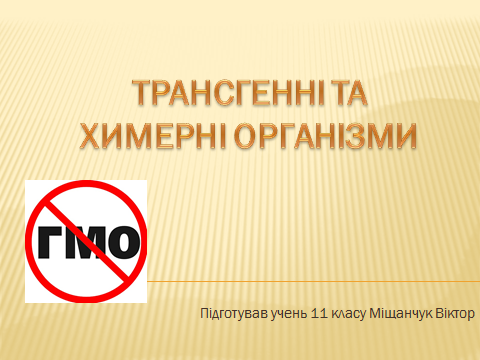 ТРАНСГЕННІ ТА
ХИМЕРНІ ОРГАНІЗМИ
ГМО
Підготував учень 11 класу Міщанчук Віктор